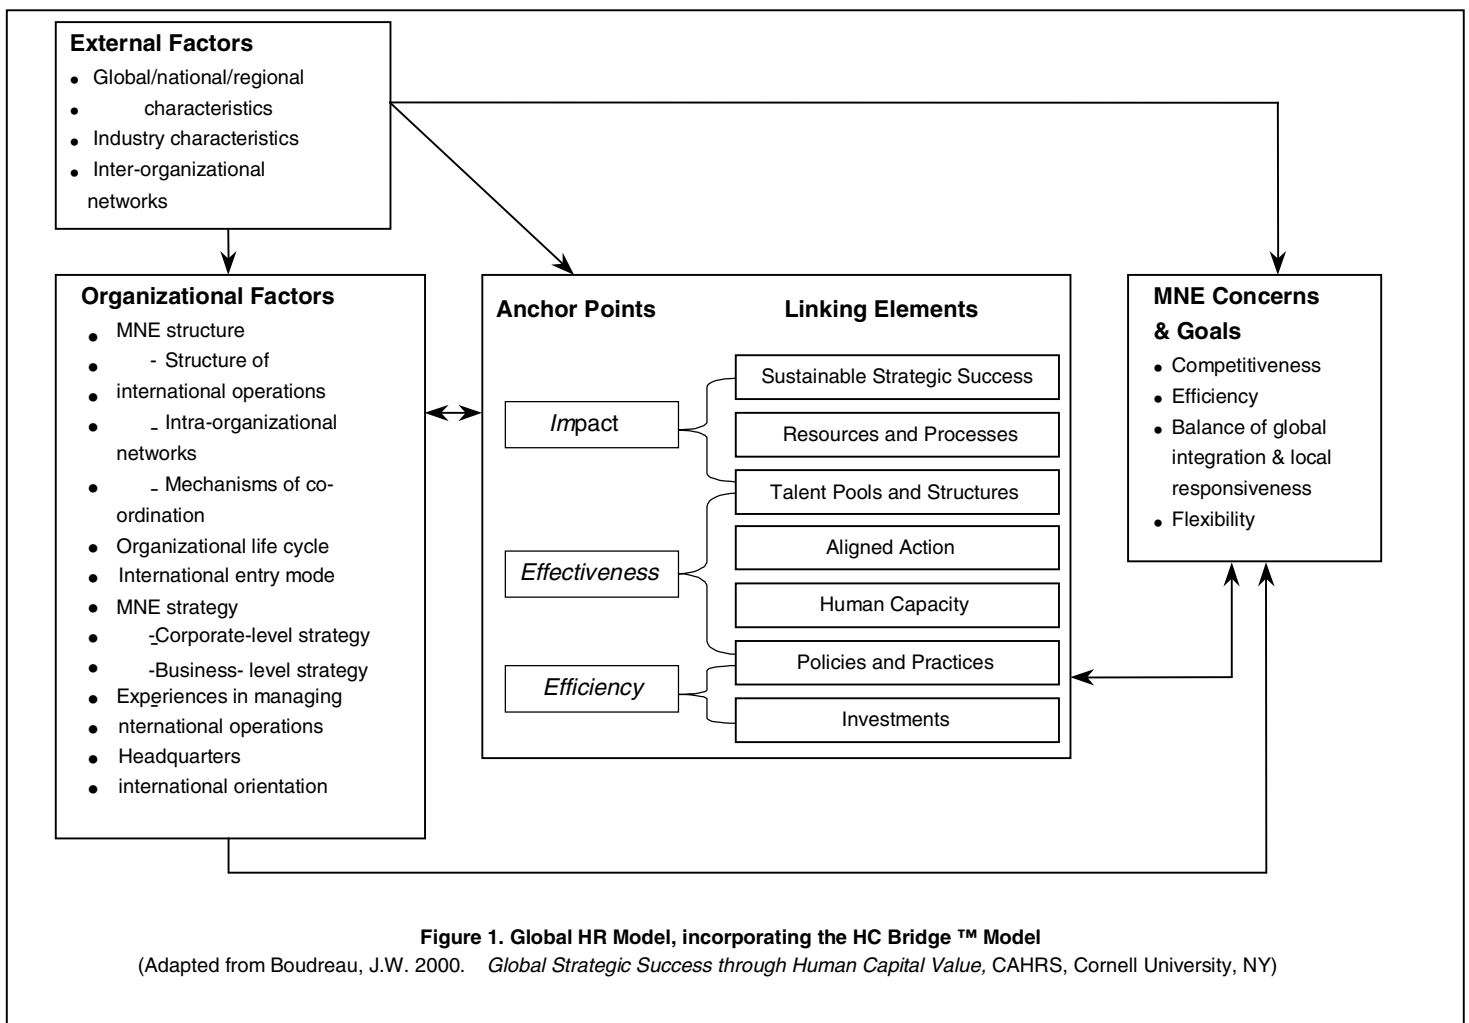 External Factors
• Global/national/regional
• characteristics
• Industry characteristics
• Inter-organizational
networks
Organizational Factors
• MNE structure
• - Structure of
international operations
• - Intra-organizational
networks
• - Mechanisms of co-
ordination
• Organizational life cycle
• International entry mode
• MNE strategy
• -Corporate-level strategy
• -Business- level strategy
• Experiences in managing
• nternational operations
• Headquarters
• international orientation
Anchor Points
Impact
Effectiveness
Efficiency
Linking Elements
Sustainable Strategic Success
Resources and Processes
Talent Pools and Structures
Aligned Action
Human Capacity
Policies and Practices
Investments
MNE Concerns
& Goals
• Competitiveness
• Efficiency
• Balance of global
integration & local
responsiveness
• Flexibility
Figure 1. Global HR Model, incorporating the HC Bridge ™ Model
(Adapted from Boudreau, J.W. 2000. Global Strategic Success through Human Capital Value, CAHRS, Cornell University, NY)